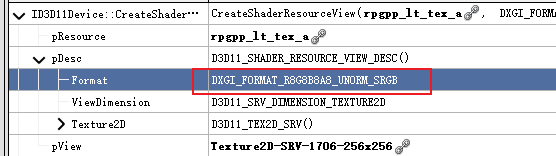 ID3D11Device::CreateShader··· CreateShaderResourceView(rpgpp_lt_tex_a , DXGI_FORM
pResource rpgpp_lt_tex_a
pDesc D3D11_SHADER_RESOURCE_VIEW_DESC()
Format DXGI_FORMAT_R8G8B8A8_UNORM_SRGB
ViewDimension D3D11_SRV_DIMENSION_TEXTURE2D
Texture2D D3D11_TEX2D_SRV()
pView Texture2D-SRV-1706-256x256